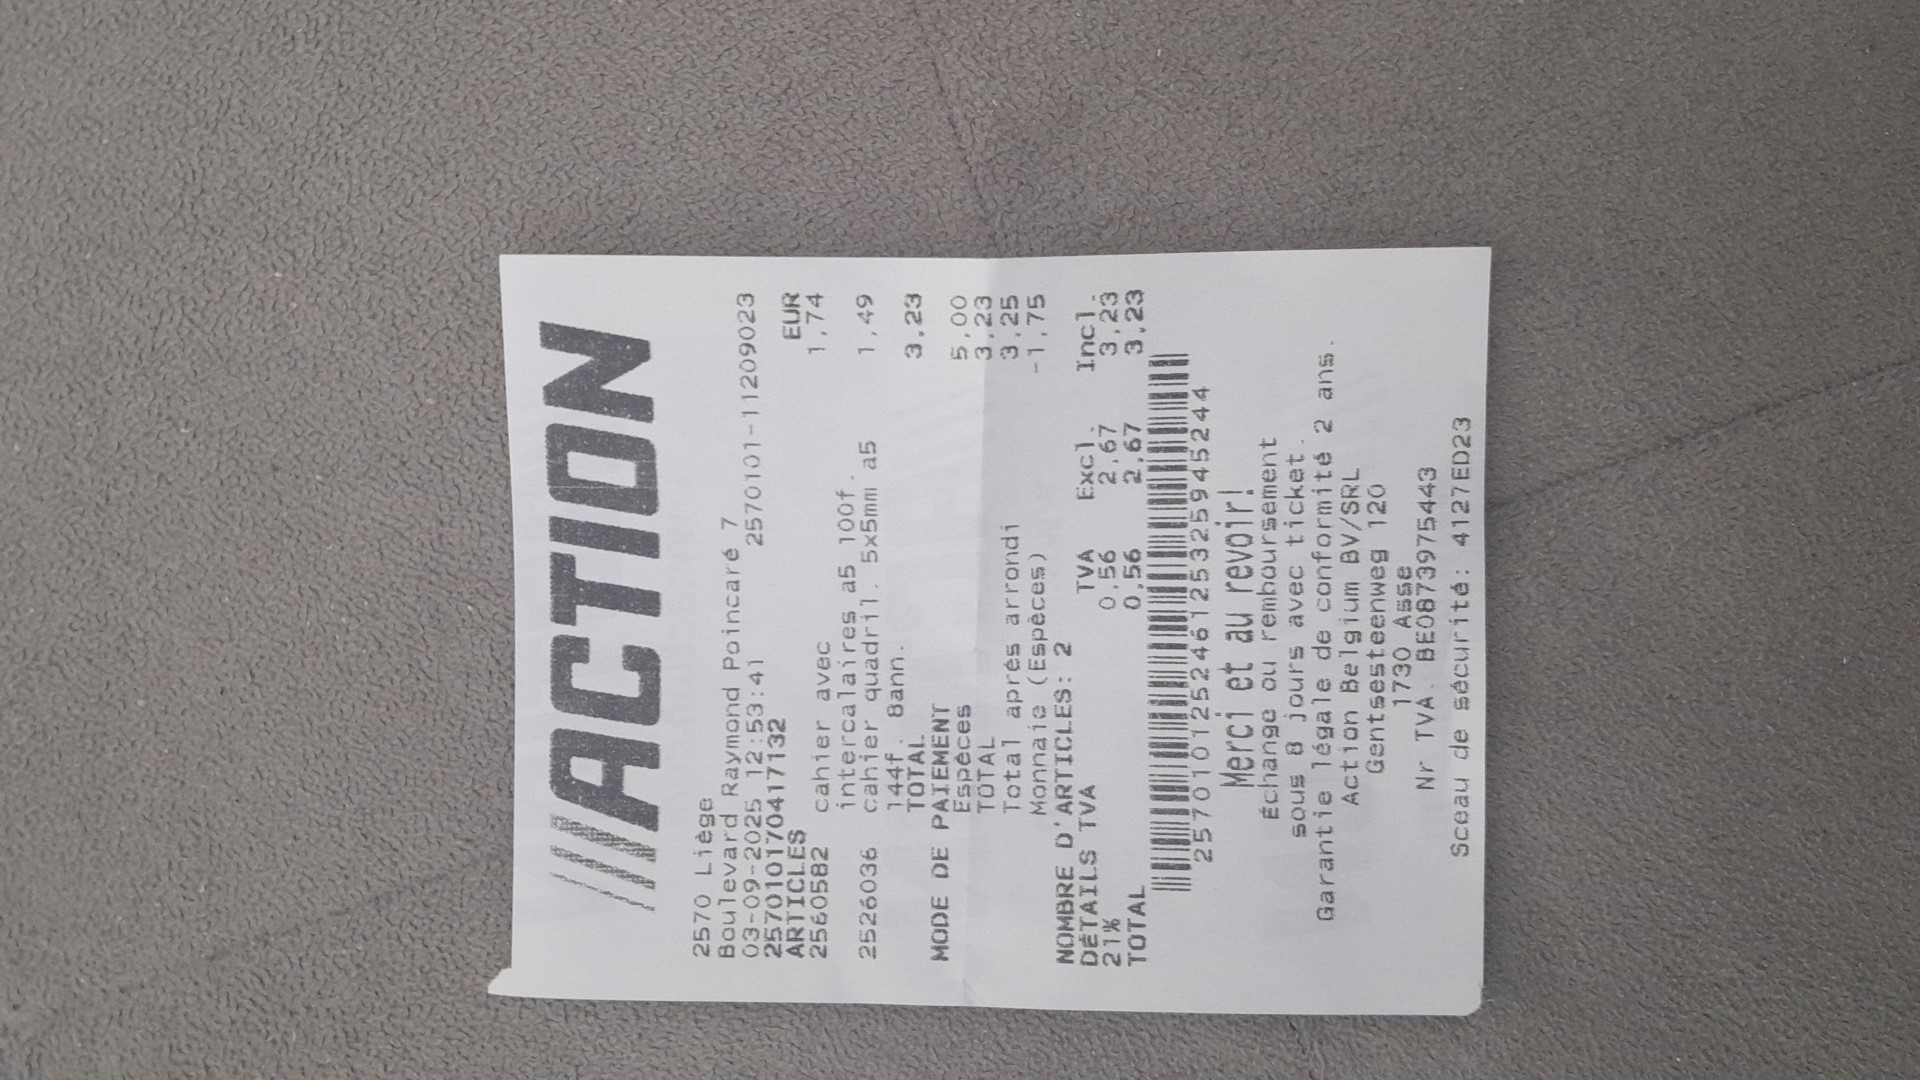 ///ACTION
2570 Liège
Boulevard Raymond Poincaré 7
03-09-2025 12:53:41 2570101-11209023
257010170417132
ARTICLES EUR
2560582 cahier avec 1,74
intercalaires a5 100f.
2526036 cahier quadril. 5x5mm a5 1,49
144f. 8ann.
TOTAL 3,23
MODE DE PAIEMENT
Espèces 5,00
TOTAL 3,23
Total après arrondi 3,25
Monnaie (Espèces) -1,75
NOMBRE D'ARTICLES: 2
DÉTAILS TVA TVA Excl. Incl.
21% 0,56 2,67 3,23
TOTAL 0,56 2,67 3,23
257010125246125325945244
Merci et au revoir!
Échange ou remboursement
sous 8 jours avec ticket.
Garantie légale de conformité 2 ans.
Action Belgium BV/SRL
Gentsesteenweg 120
1730 Asse
Nr TVA. BE0873975443
Sceau de sécurité: 4127ED23